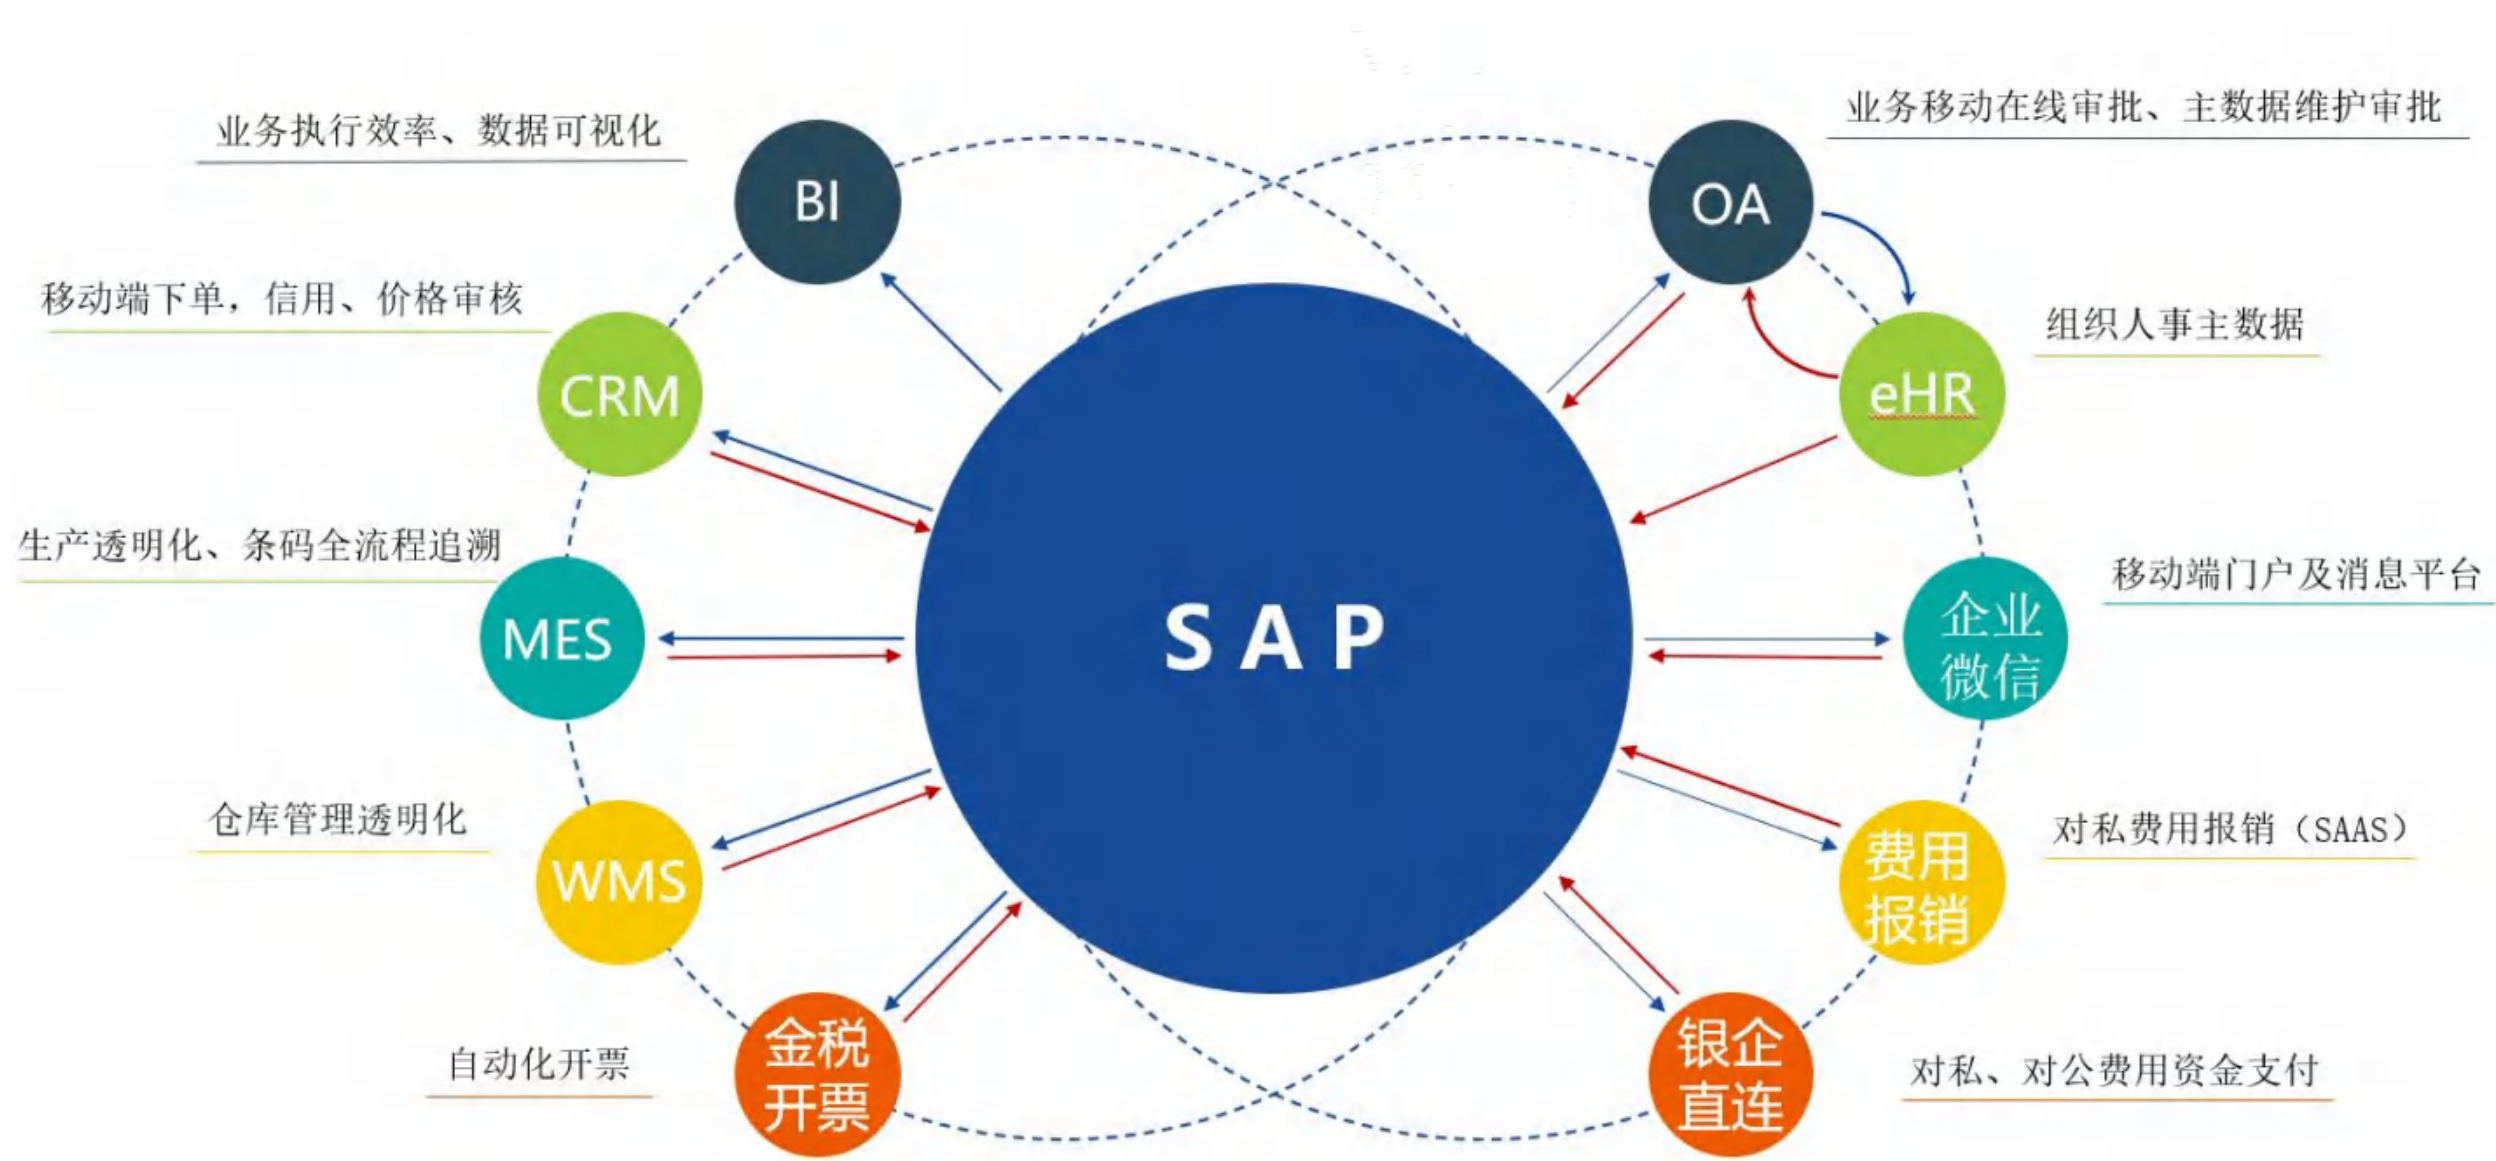 业务执行效率、数据可视化
BI
移动端下单，信用、价格审核
CRM
生产透明化、条码全流程追溯
MES
仓库管理透明化
WMS
自动化开票
金税
开票
SAP
业务移动在线审批、主数据维护审批
OA
组织人事主数据
eHR
移动端门户及消息平台
企业
微信
对私费用报销（SAAS）
费用
报销
对私、对公费用资金支付
银企
直连